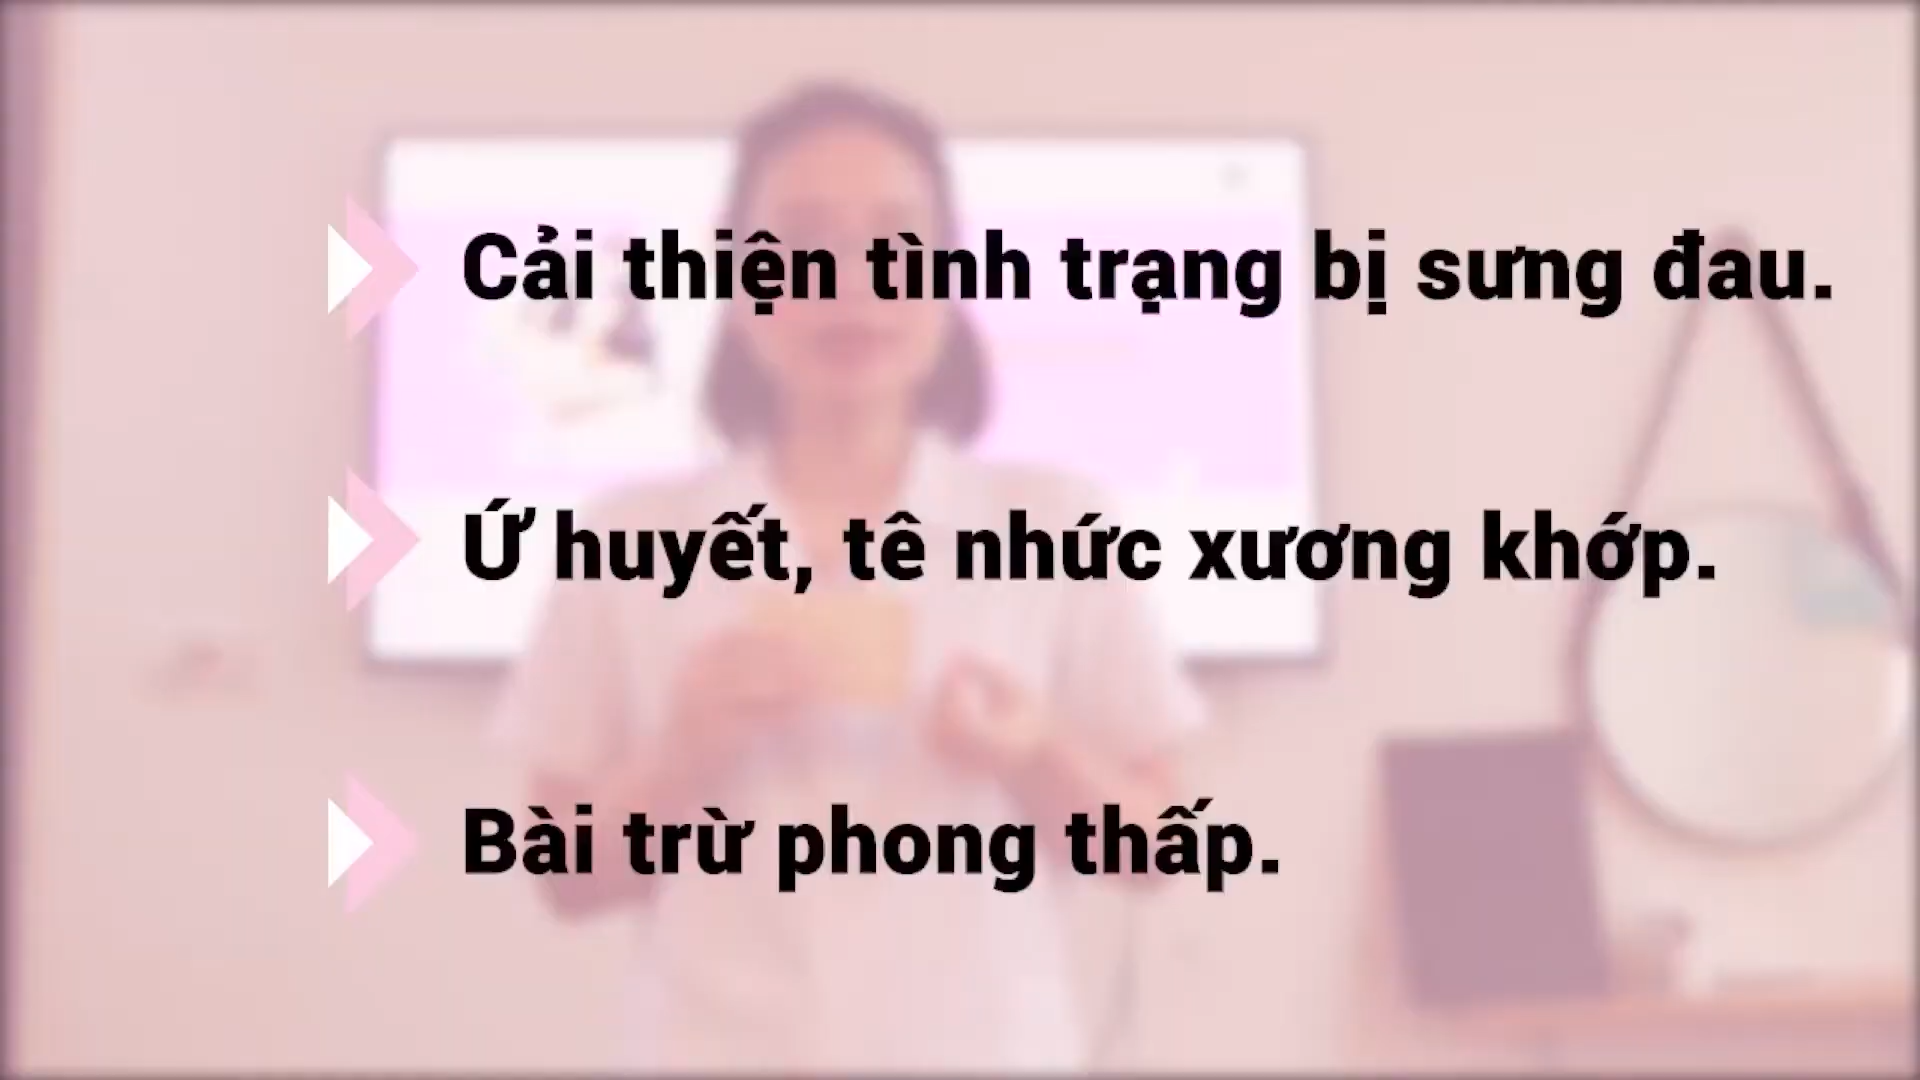 Cải thiện tình trạng bị sưng đau.
Ứ huyết, tê nhức xương khớp.
Bài trừ phong thấp.